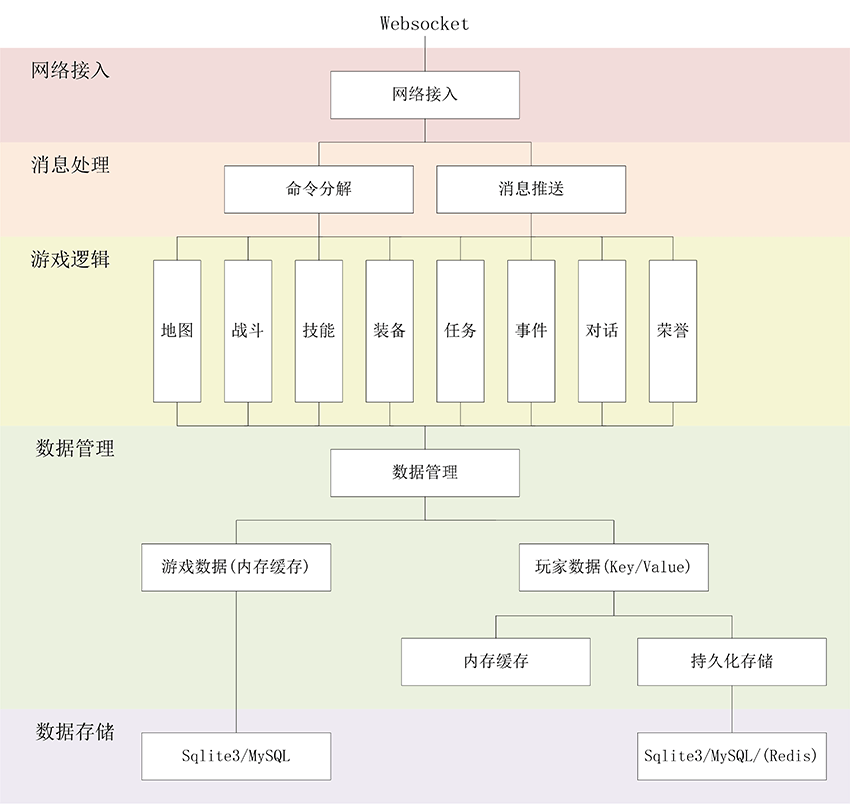 Websocket
网络接入
网络接入
消息处理
命令分解
消息推送
游戏逻辑
地图
战斗
技能
装备
任务
事件
对话
荣誉
数据管理
数据管理
游戏数据(内存缓存)
玩家数据(Key/Value)
内存缓存
持久化存储
数据存储
Sqlite3/MySQL
Sqlite3/MySQL/(Redis)